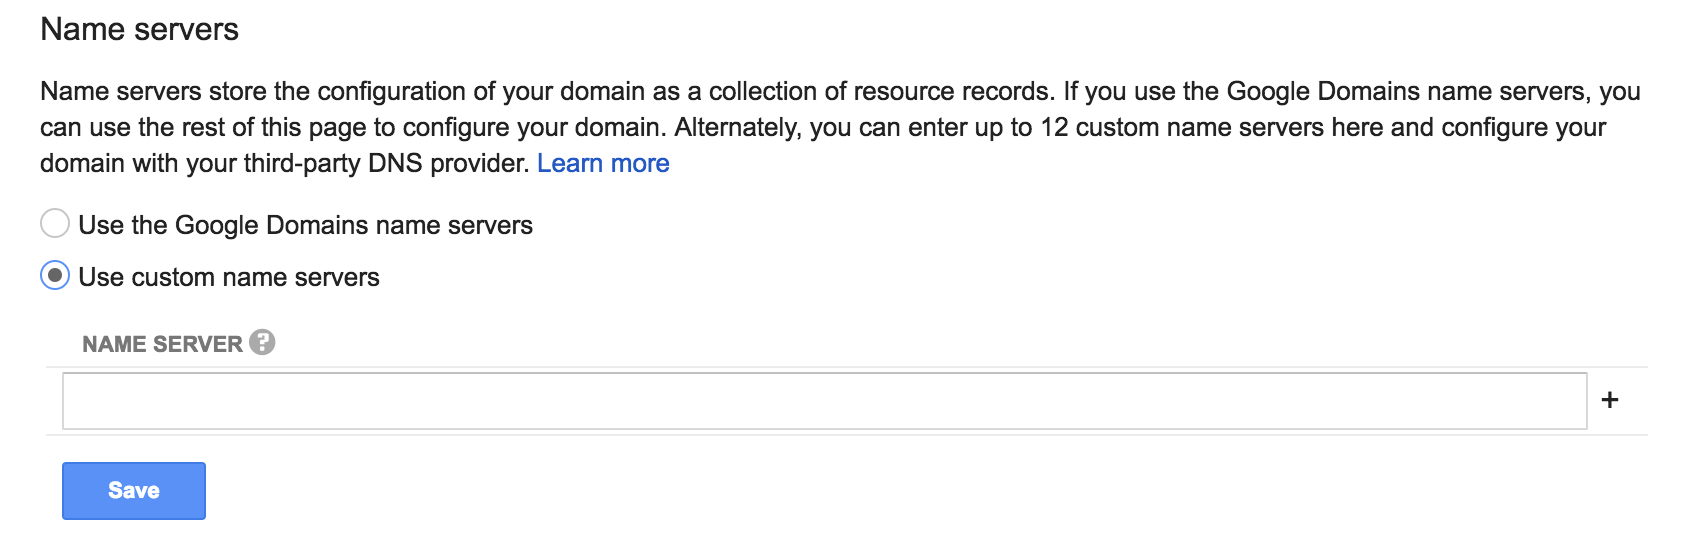 Name servers
Name servers store the configuration of your domain as a collection of resource records. If you use the Google Domains name servers, you
can use the rest of this page to configure your domain. Alternately, you can enter up to 12 custom name servers here and configure your
domain with your third-party DNS provider. Learn more
Use the Google Domains name servers
Use custom name servers
NAME SERVER ?
+
Save